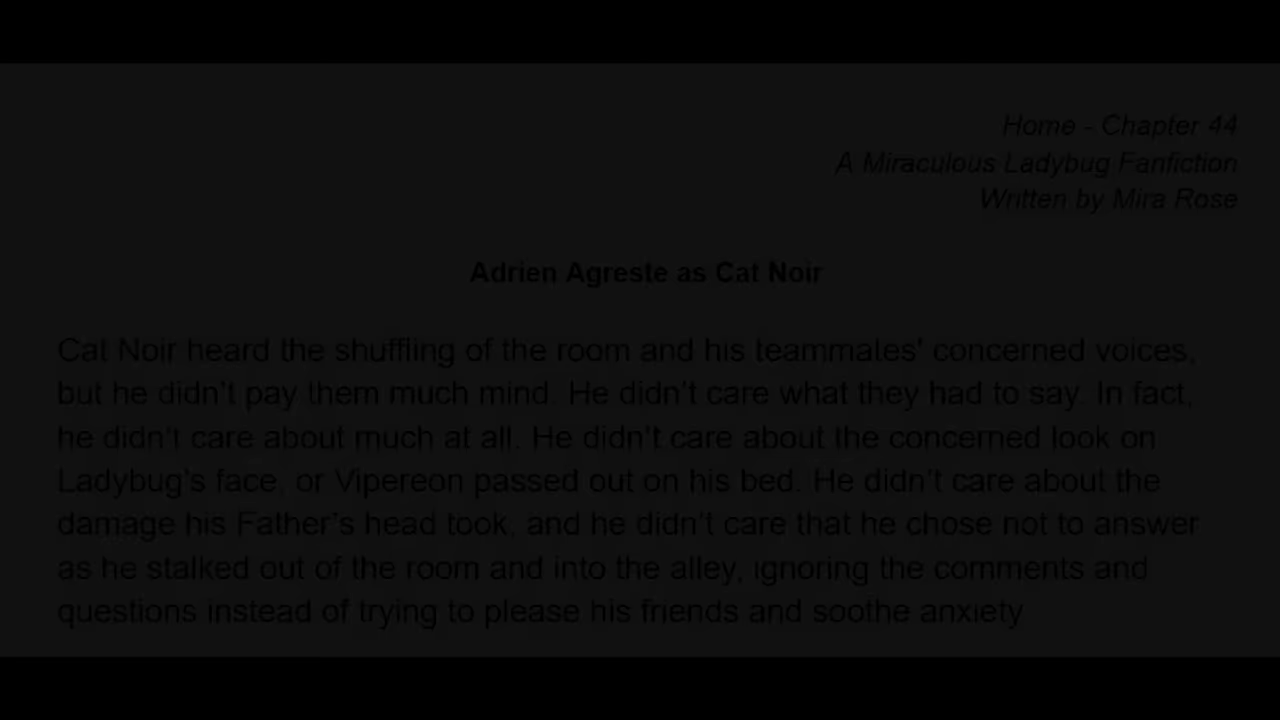 Home - Chapter 44
A Miraculous Ladybug Fanfiction
Written by Mira Rose
Adrien Agreste as Cat Noir
Cat Noir heard the shuffling of the room and his teammates' concerned voices,
but he didn't pay them much mind. He didn't care what they had to say. In fact,
he didn't care about much at all. He didn't care about the concerned look on
Ladybug's face, or Vipereon passed out on his bed. He didn't care about the
damage his Father's head took, and he didn't care that he chose not to answer
as he stalked out of the room and into the alley, ignoring the comments and
questions instead of trying to please his friends and soothe anxiety